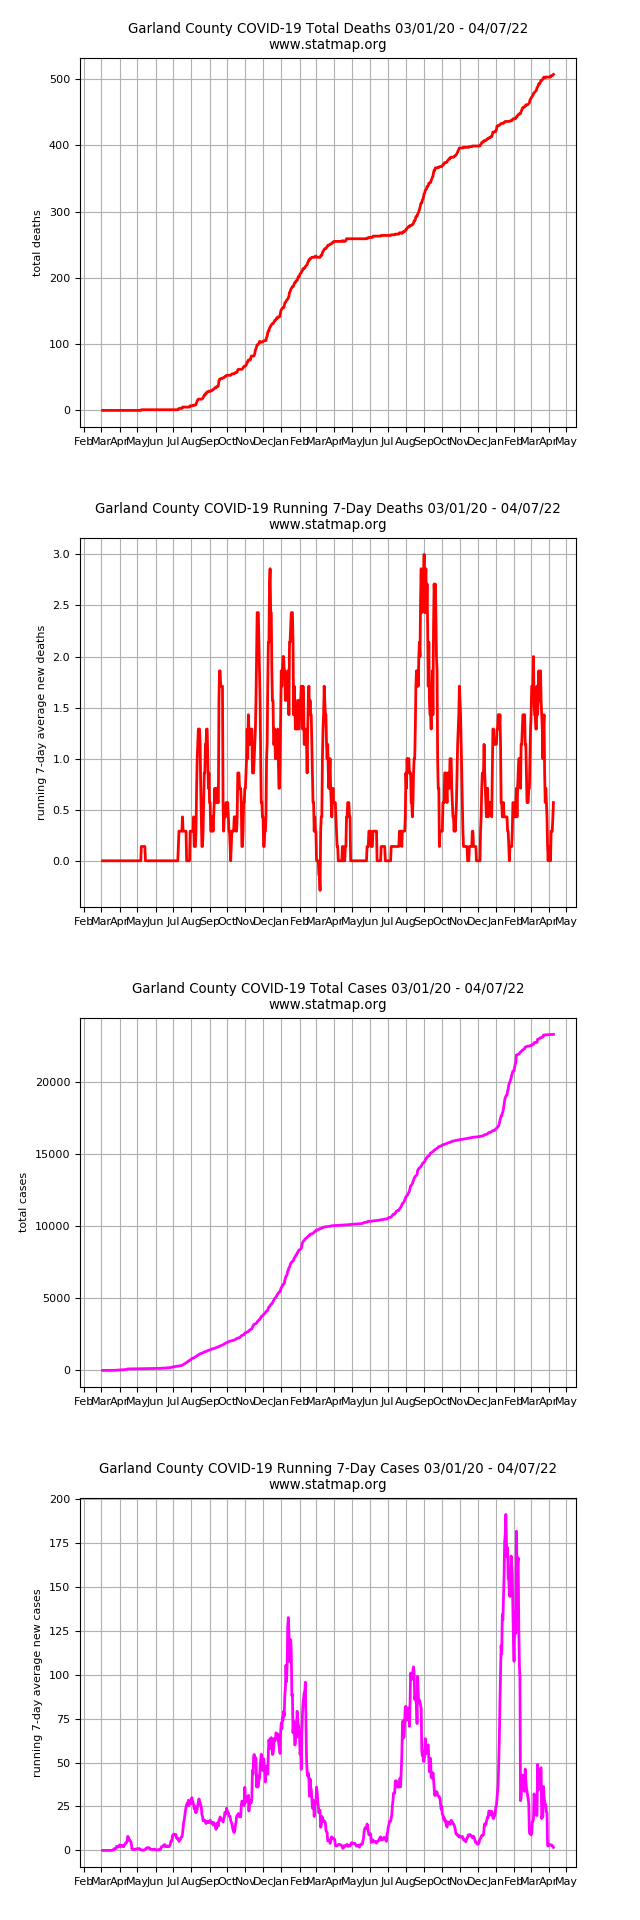 Garland County COVID-19 Total Deaths 03/01/20 - 04/07/22
www.statmap.org
500
400
300
200
100
0
total deaths
Feb Mar Apr May Jun Jul Aug Sep Oct Nov Dec Jan Feb Mar Apr May Jun Jul Aug Sep Oct Nov Dec Jan Feb Mar Apr May
Garland County COVID-19 Running 7-Day Deaths 03/01/20 - 04/07/22
www.statmap.org
3.0
2.5
2.0
1.5
1.0
0.5
0.0
running 7-day average new deaths
Feb Mar Apr May Jun Jul Aug Sep Oct Nov Dec Jan Feb Mar Apr May Jun Jul Aug Sep Oct Nov Dec Jan Feb Mar Apr May
Garland County COVID-19 Total Cases 03/01/20 - 04/07/22
www.statmap.org
20000
15000
10000
5000
0
total cases
Feb Mar Apr May Jun Jul Aug Sep Oct Nov Dec Jan Feb Mar Apr May Jun Jul Aug Sep Oct Nov Dec Jan Feb Mar Apr May
Garland County COVID-19 Running 7-Day Cases 03/01/20 - 04/07/22
www.statmap.org
200
175
150
125
100
75
50
25
0
running 7-day average new cases
Feb Mar Apr May Jun Jul Aug Sep Oct Nov Dec Jan Feb Mar Apr May Jun Jul Aug Sep Oct Nov Dec Jan Feb Mar Apr May